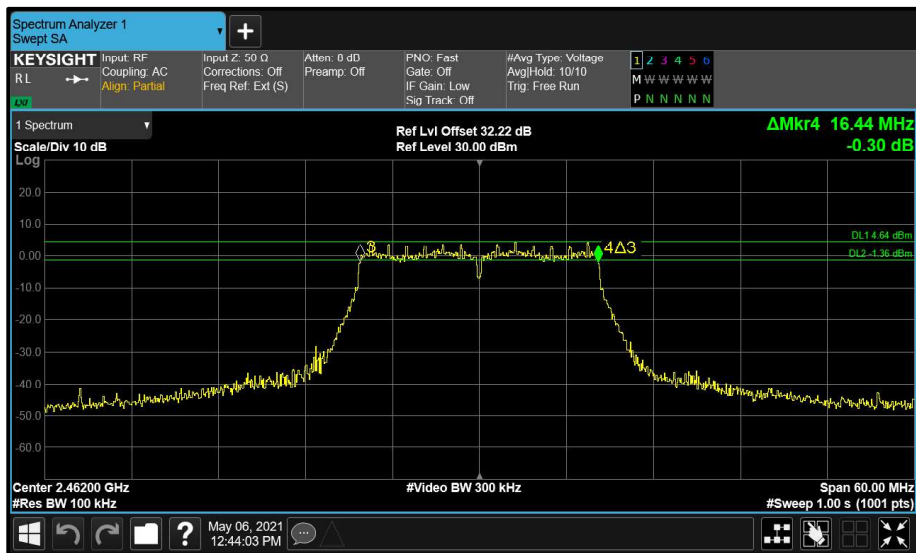 Spectrum Analyzer 1
Swept SA
KEYSIGHT
RL
LXI
Input: RF
Coupling: AC
Align: Partial
Input Z: 50 Ω
Corrections: Off
Freq Ref: Ext (S)
Atten: 0 dB
Preamp: Off
PNO: Fast
Gate: Off
IF Gain: Low
Sig Track: Off
#Avg Type: Voltage
Avg|Hold: 10/10
Trig: Free Run
1 2 3 4 5 6
M W W W W W
P N N N N N
1 Spectrum
Scale/Div 10 dB
Log
Ref Lvl Offset 32.22 dB
Ref Level 30.00 dBm
ΔMkr4 16.44 MHz
-0.30 dB
20.0
10.0
0.00
-10.0
-20.0
-30.0
-40.0
-50.0
-60.0
3
4Δ3
DL1 4.64 dBm
DL2 -1.36 dBm
Center 2.46200 GHz
#Res BW 100 kHz
#Video BW 300 kHz
Span 60.00 MHz
#Sweep 1.00 s (1001 pts)
?
May 06, 2021
12:44:03 PM